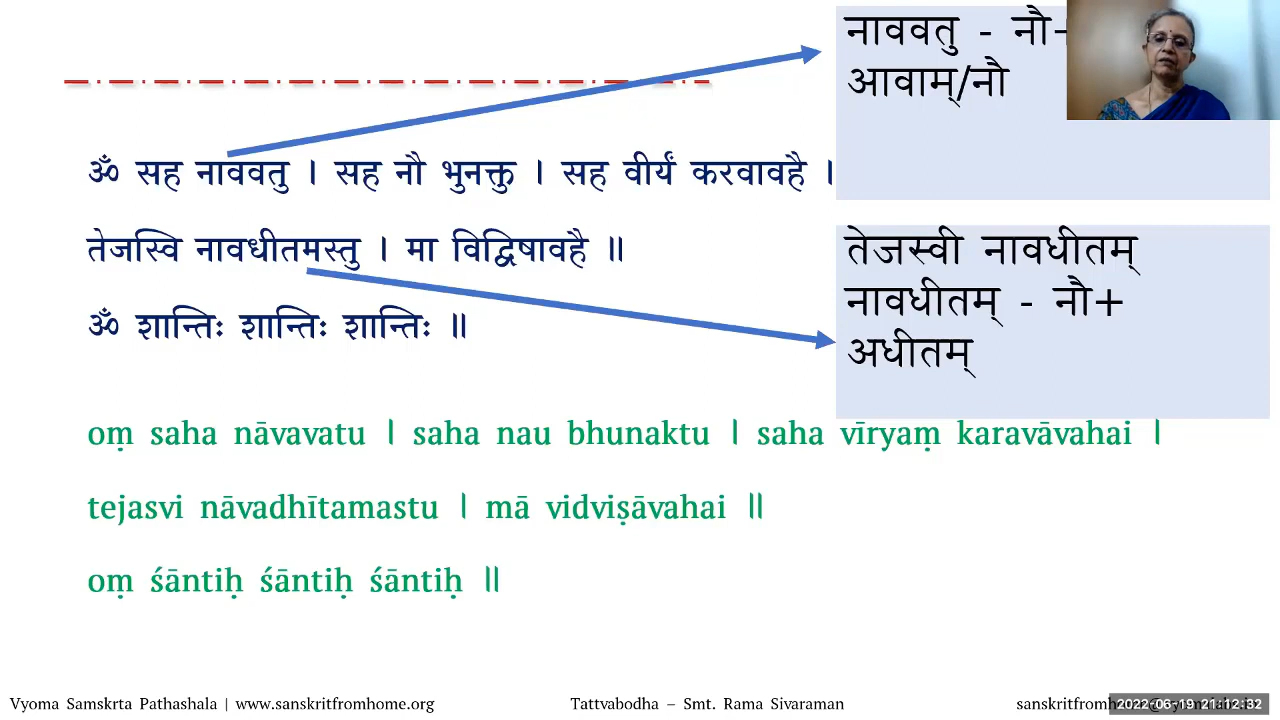 नाववतु - नौ+
आवाम्/नौ
ॐ सह नाववतु । सह नौ भुनक्तु । सह वीर्यं करवावहै ।
तेजस्वि नावधीतमस्तु । मा विद्विषावहै ॥
ॐ शान्तिः शान्तिः शान्तिः ॥
तेजस्वी नावधीतम्
नावधीतम् - नौ+
अधीतम्
oṃ saha nāvavatu | saha nau bhunaktu | saha vīryaṃ karavāvahai |
tejasvi nāvadhītamastu | mā vidviṣāvahai ||
oṃ śāntiḥ śāntiḥ śāntiḥ ||
Vyoma Samskrta Pathashala | www.sanskritfromhome.org
Tattvabodha – Smt. Rama Sivaraman
2022-06-19 21:12:32